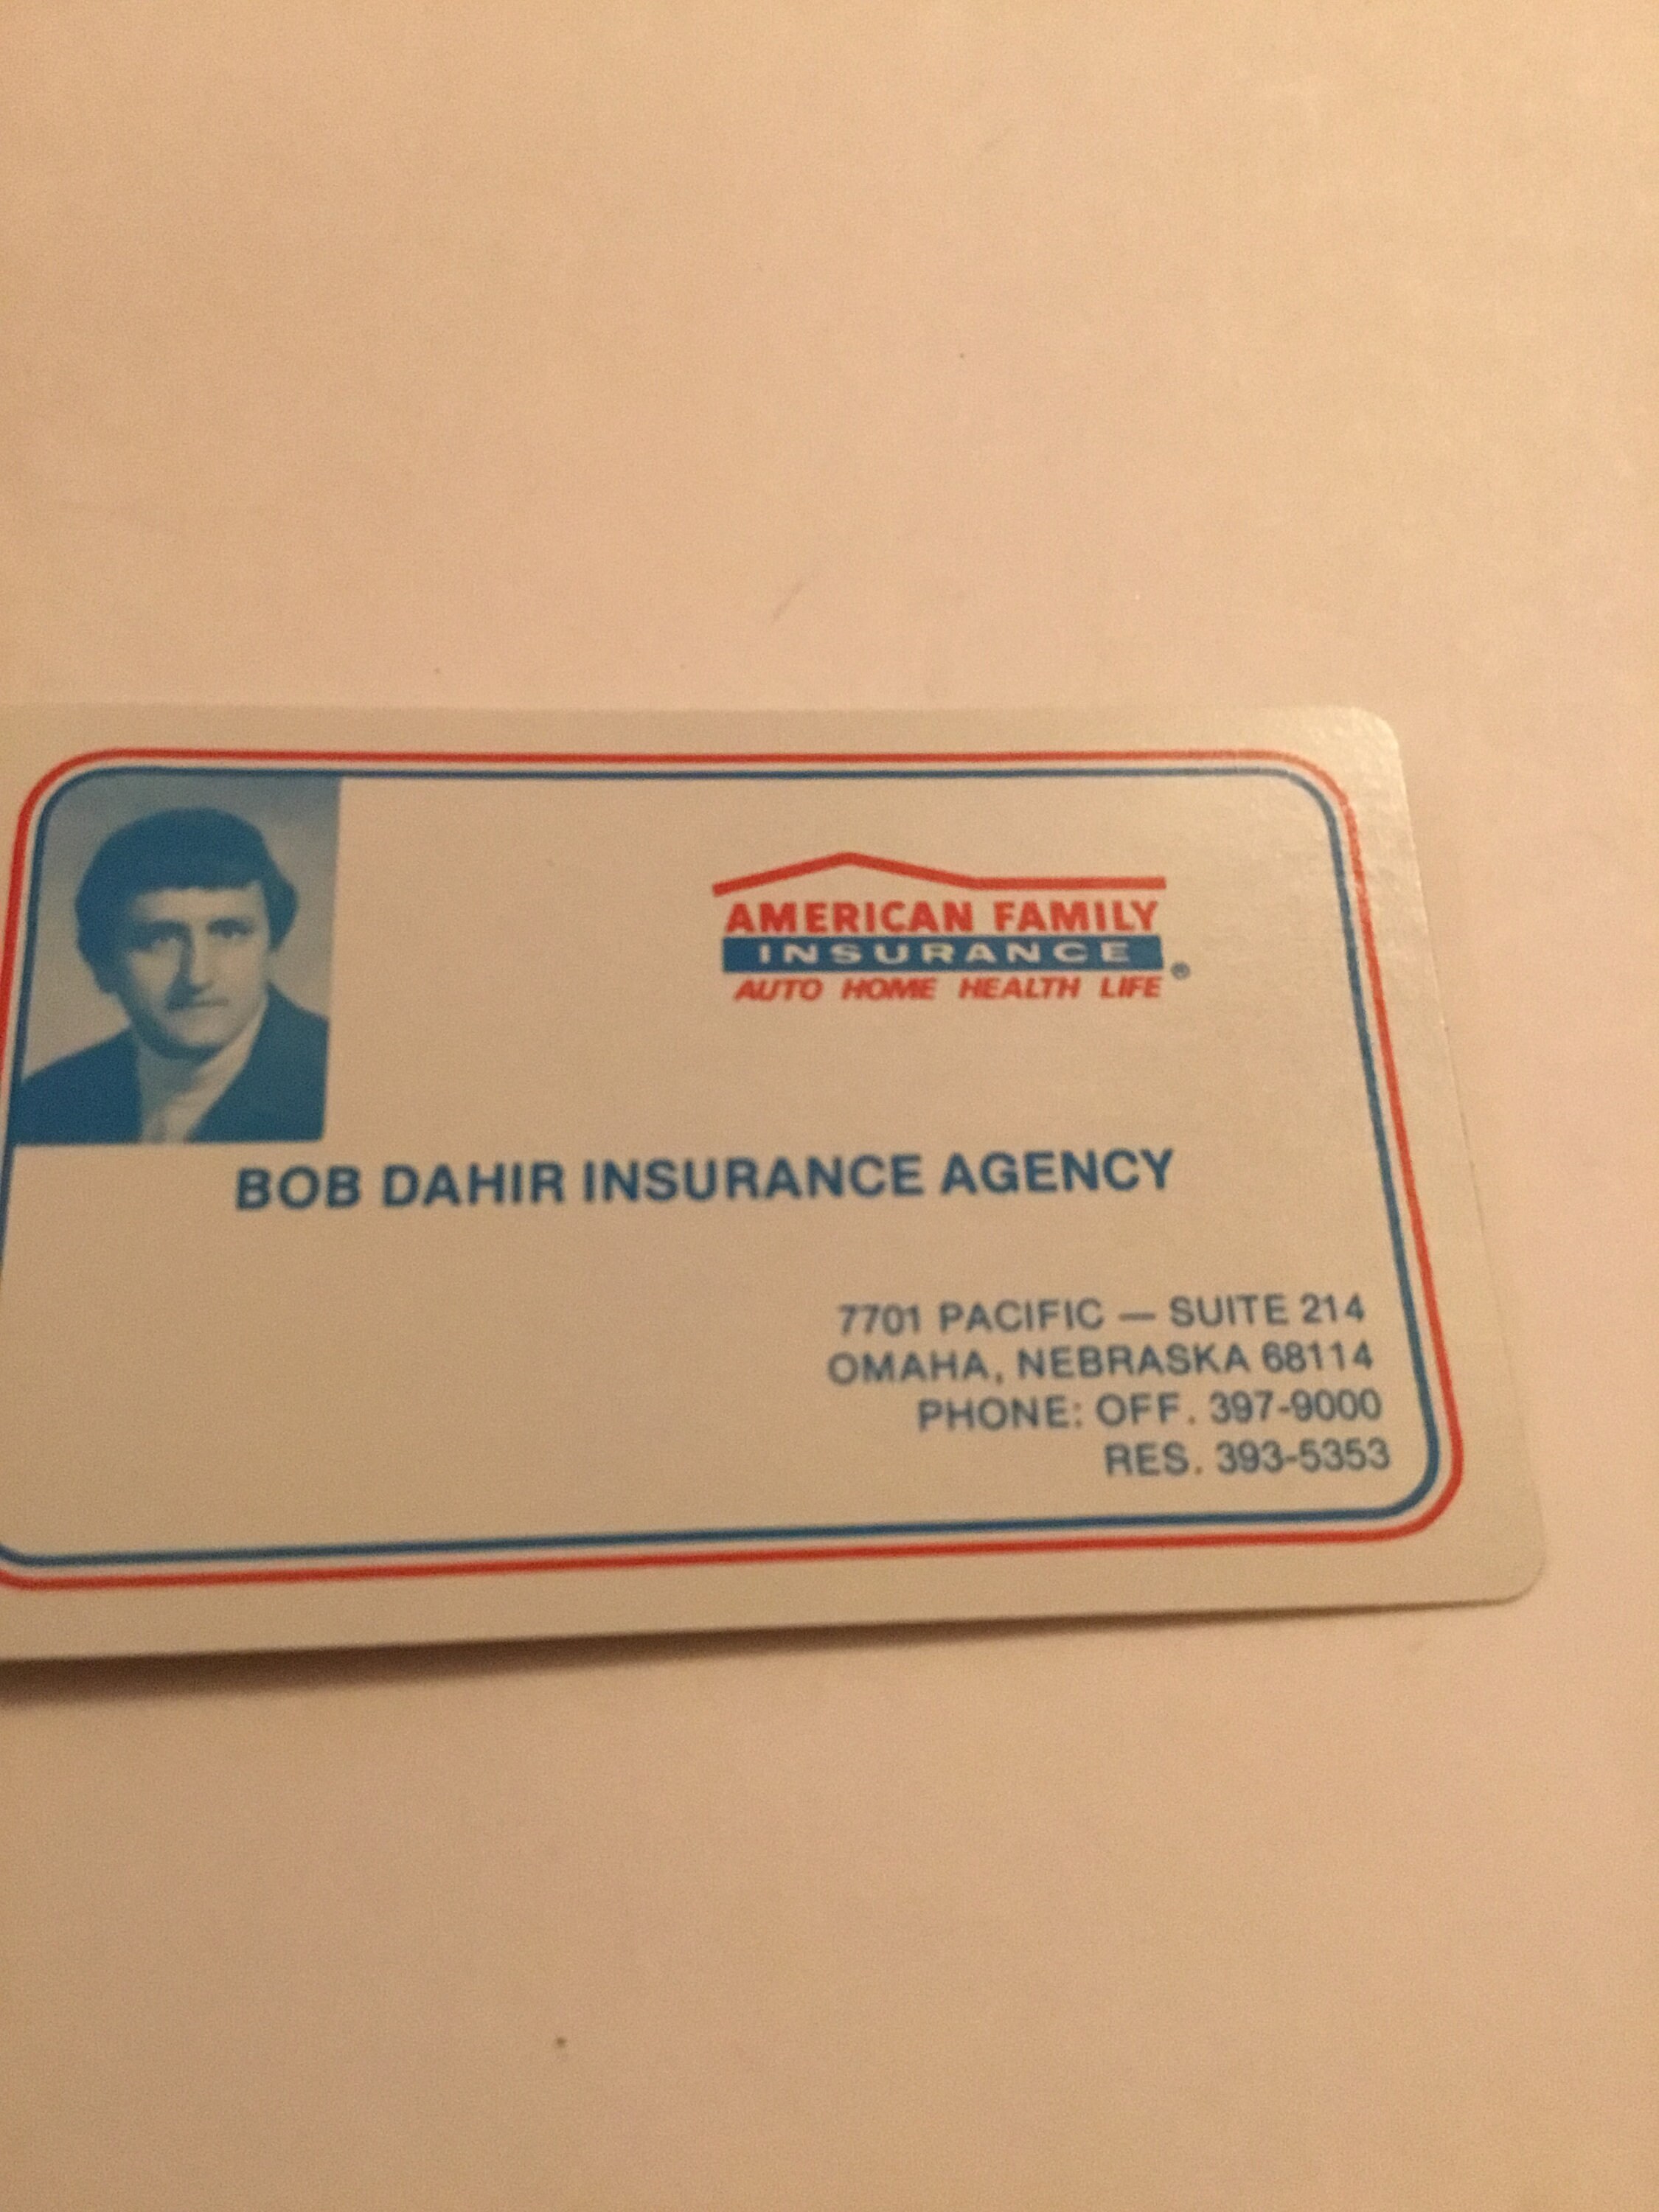 AMERICAN FAMILY
INSURANCE ®
AUTO HOME HEALTH LIFE
BOB DAHIR INSURANCE AGENCY
7701 PACIFIC — SUITE 214
OMAHA, NEBRASKA 68114
PHONE: OFF. 397-9000
RES. 393-5353